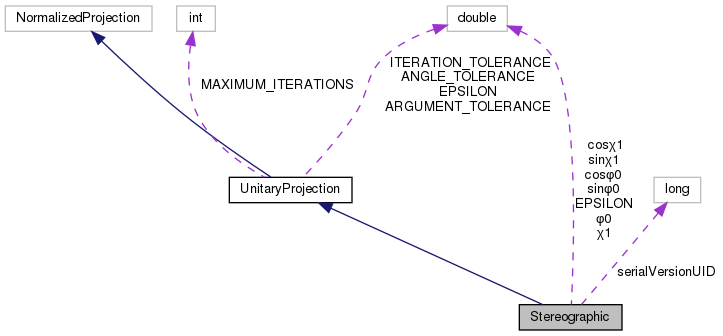 NormalizedProjection
int
double
MAXIMUM_ITERATIONS
ITERATION_TOLERANCE
ANGLE_TOLERANCE
EPSILON
ARGUMENT_TOLERANCE
cosχ1
sinχ1
cosφ0
sinφ0
EPSILON
φ0
χ1
UnitaryProjection
long
serialVersionUID
Stereographic